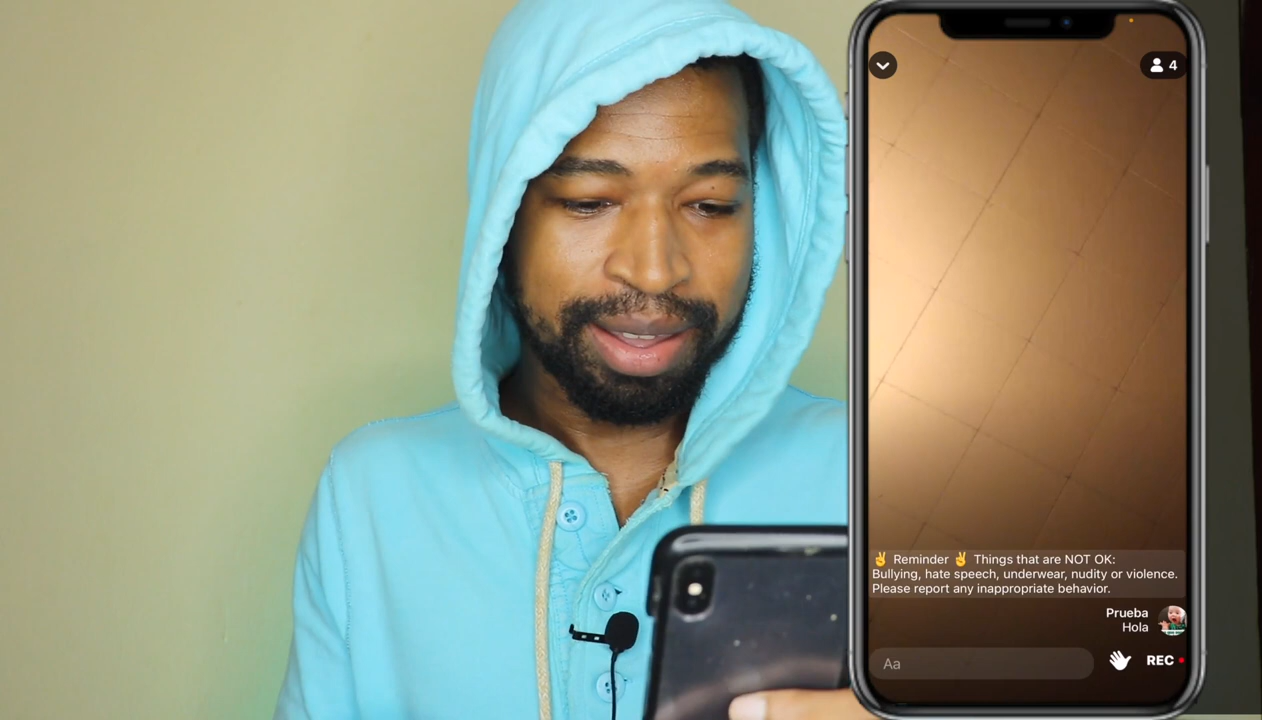 4
✌️ Reminder ✌️ Things that are NOT OK:
Bullying, hate speech, underwear, nudity or violence.
Please report any inappropriate behavior.
Prueba
Hola
Aa
REC